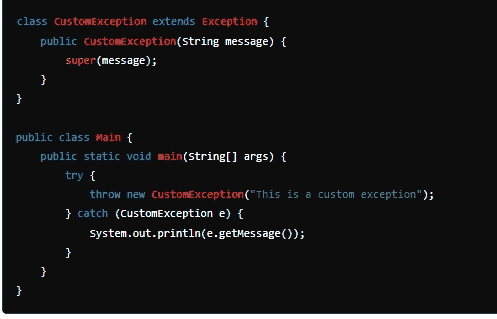 class CustomException extends Exception {
    public CustomException(String message) {
        super(message);
    }
}

public class Main {
    public static void main(String[] args) {
        try {
            throw new CustomException("This is a custom exception");
        } catch (CustomException e) {
            System.out.println(e.getMessage());
        }
    }
}